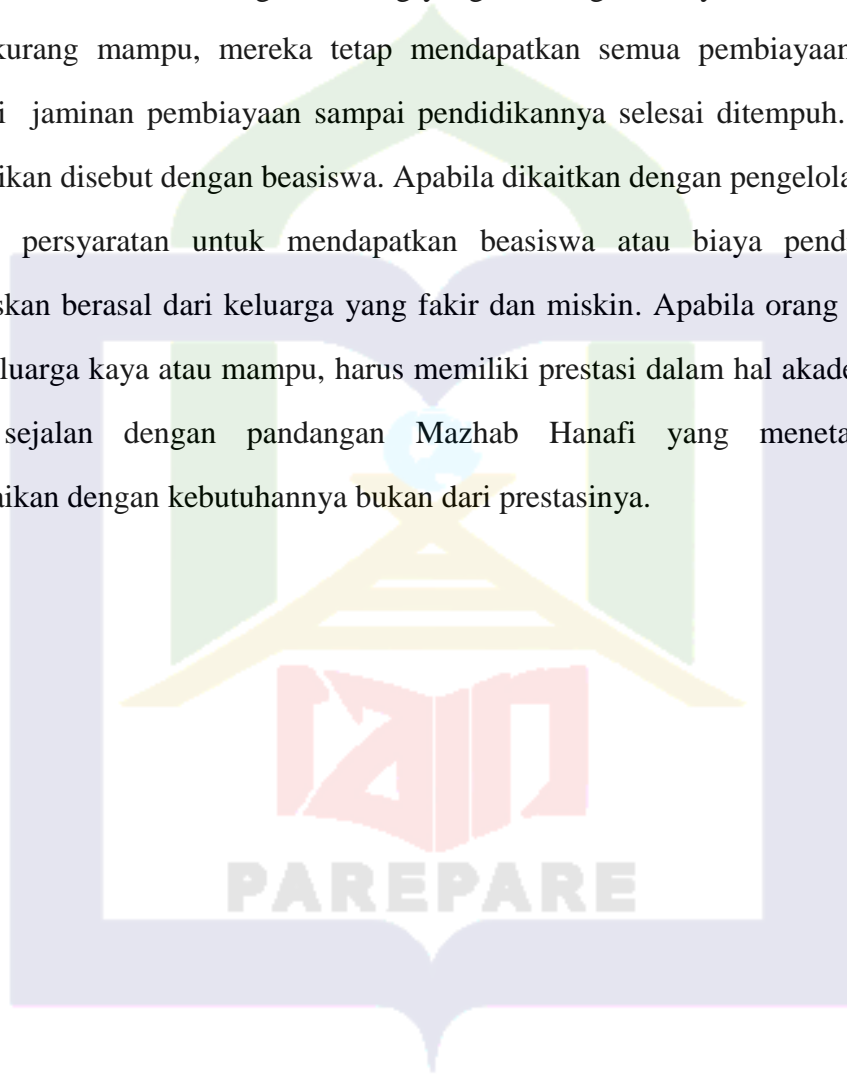 kurang mampu, mereka tetap mendapatkan semua pembiayaan
i jaminan pembiayaan sampai pendidikannya selesai ditempuh.
ikan disebut dengan beasiswa. Apabila dikaitkan dengan pengelola
persyaratan untuk mendapatkan beasiswa atau biaya pend
skan berasal dari keluarga yang fakir dan miskin. Apabila orang
luarga kaya atau mampu, harus memiliki prestasi dalam hal akade
sejalan dengan pandangan Mazhab Hanafi yang meneta
aikan dengan kebutuhannya bukan dari prestasinya.
iain
PAREPARE